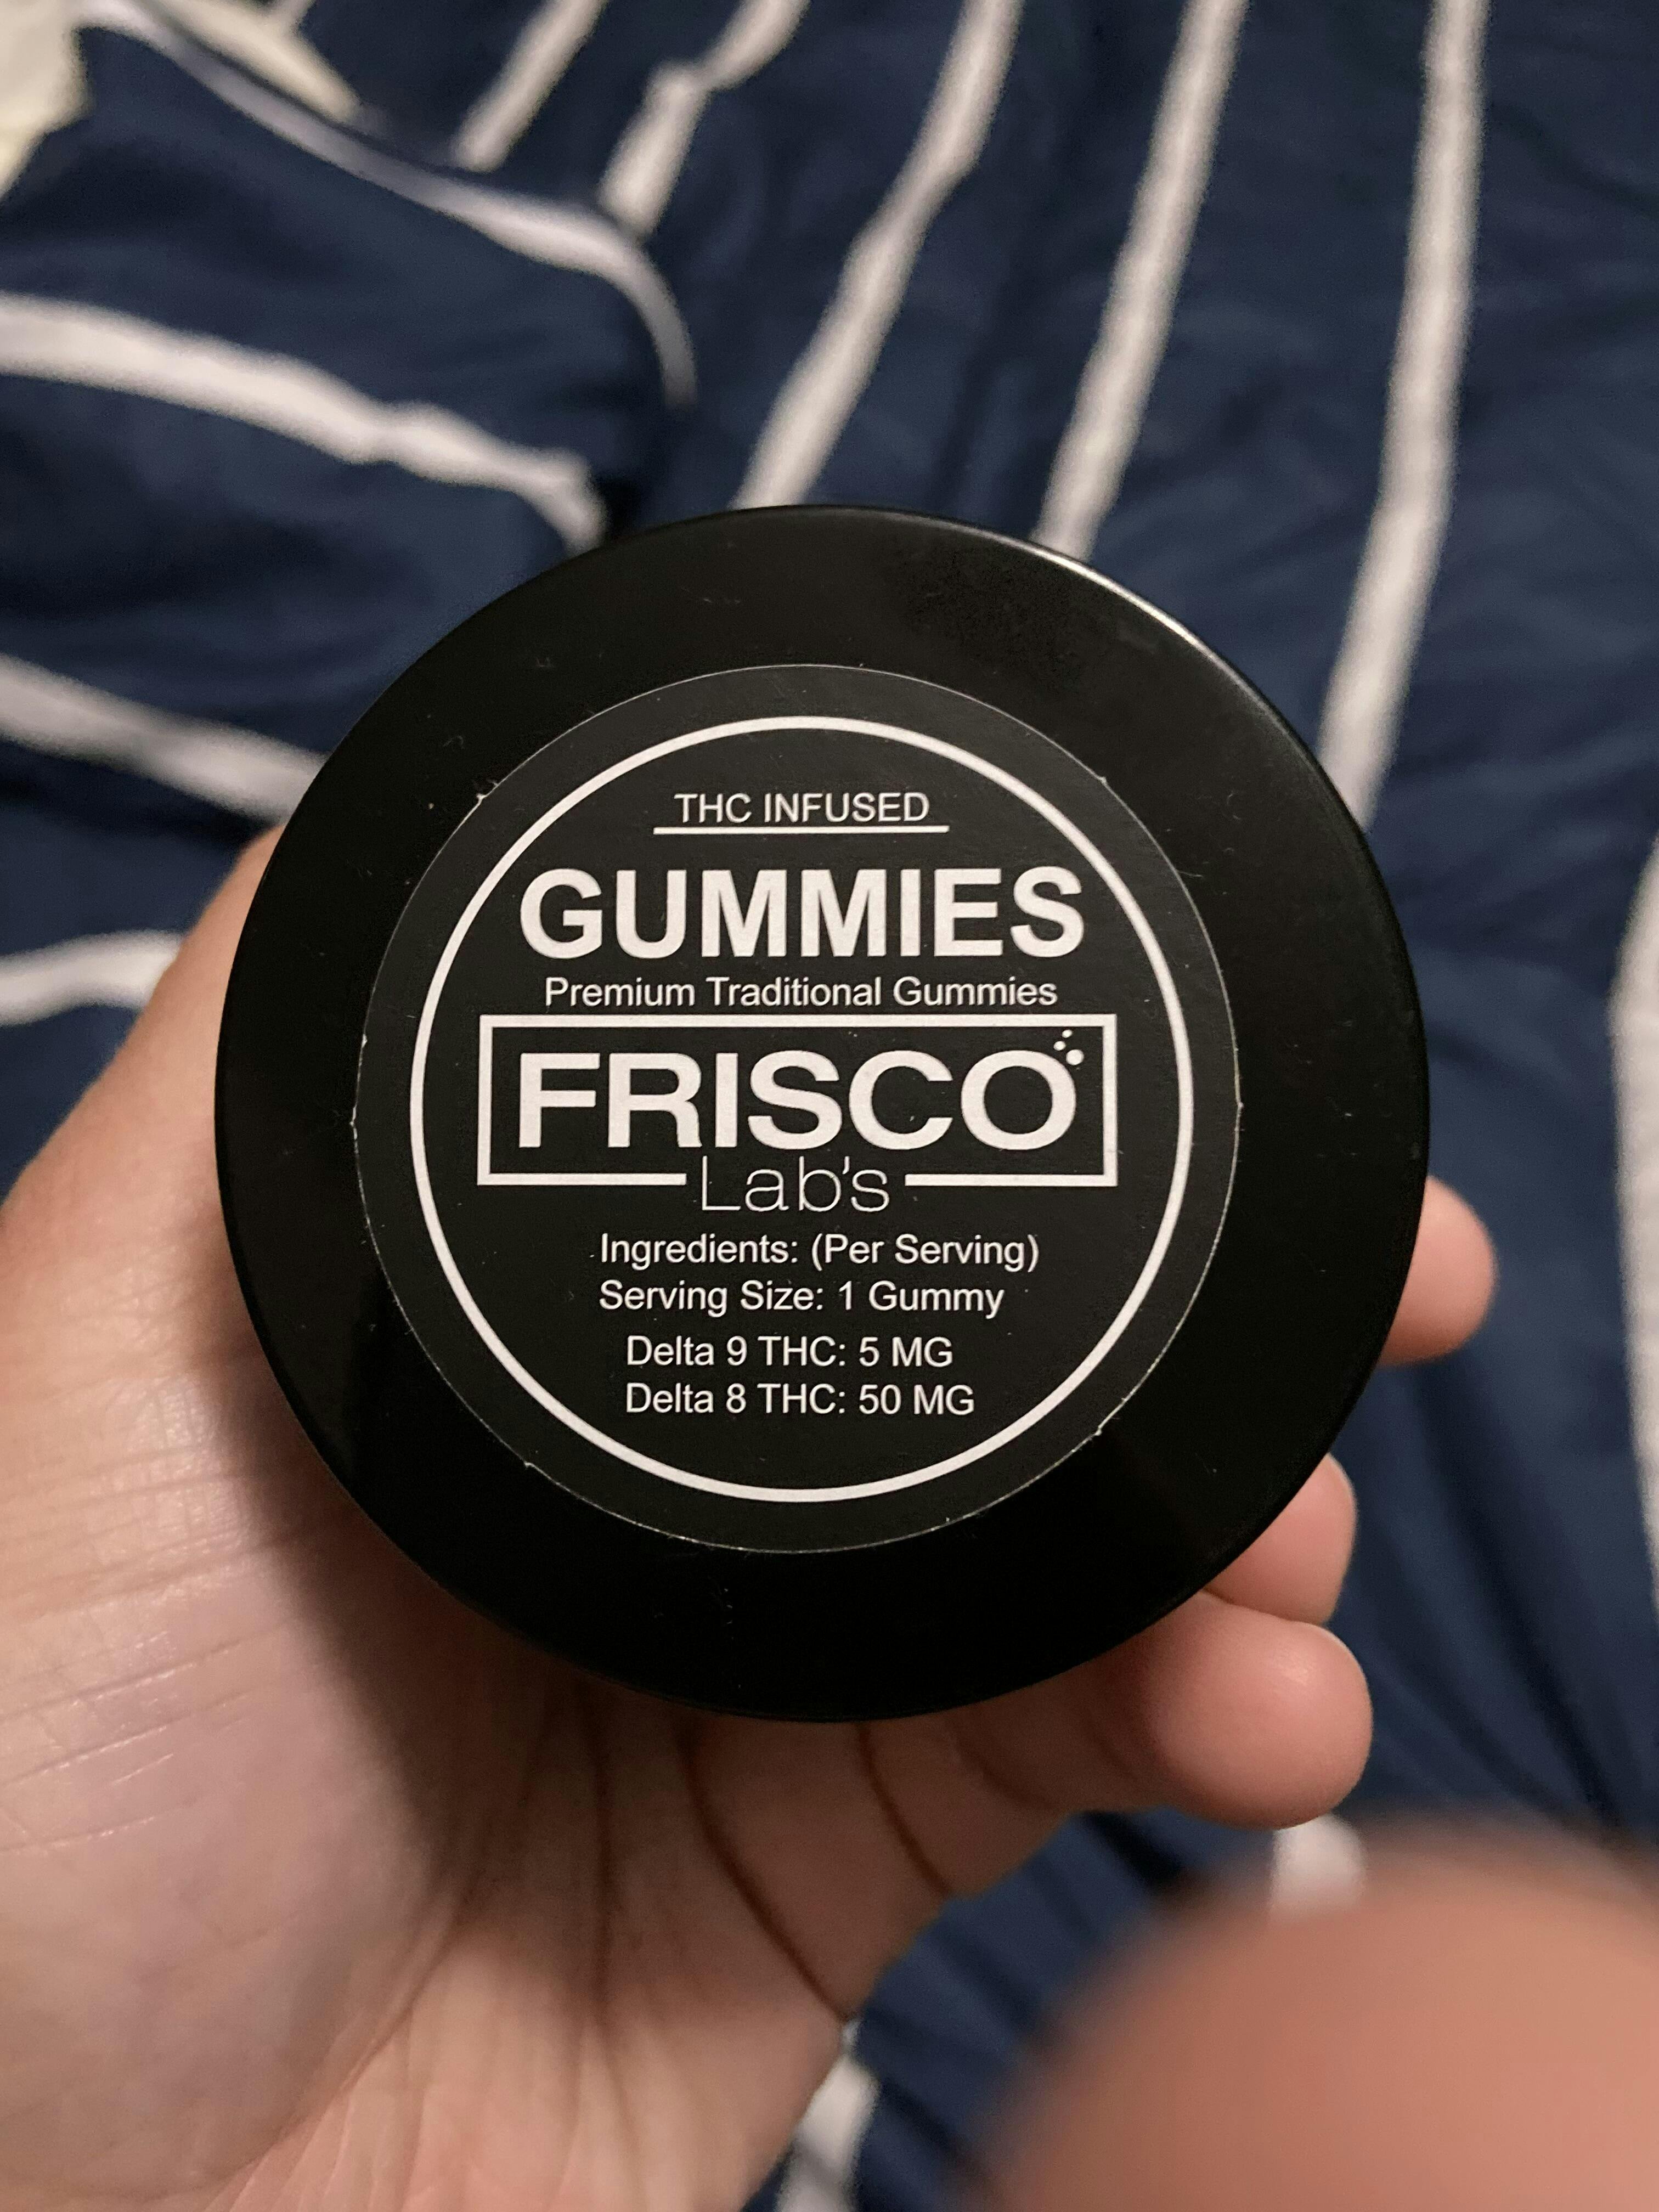 THC INFUSED
GUMMIES
Premium Traditional Gummies
FRISCO
Lab's
Ingredients: (Per Serving)
Serving Size: 1 Gummy
Delta 9 THC: 5 MG
Delta 8 THC: 50 MG